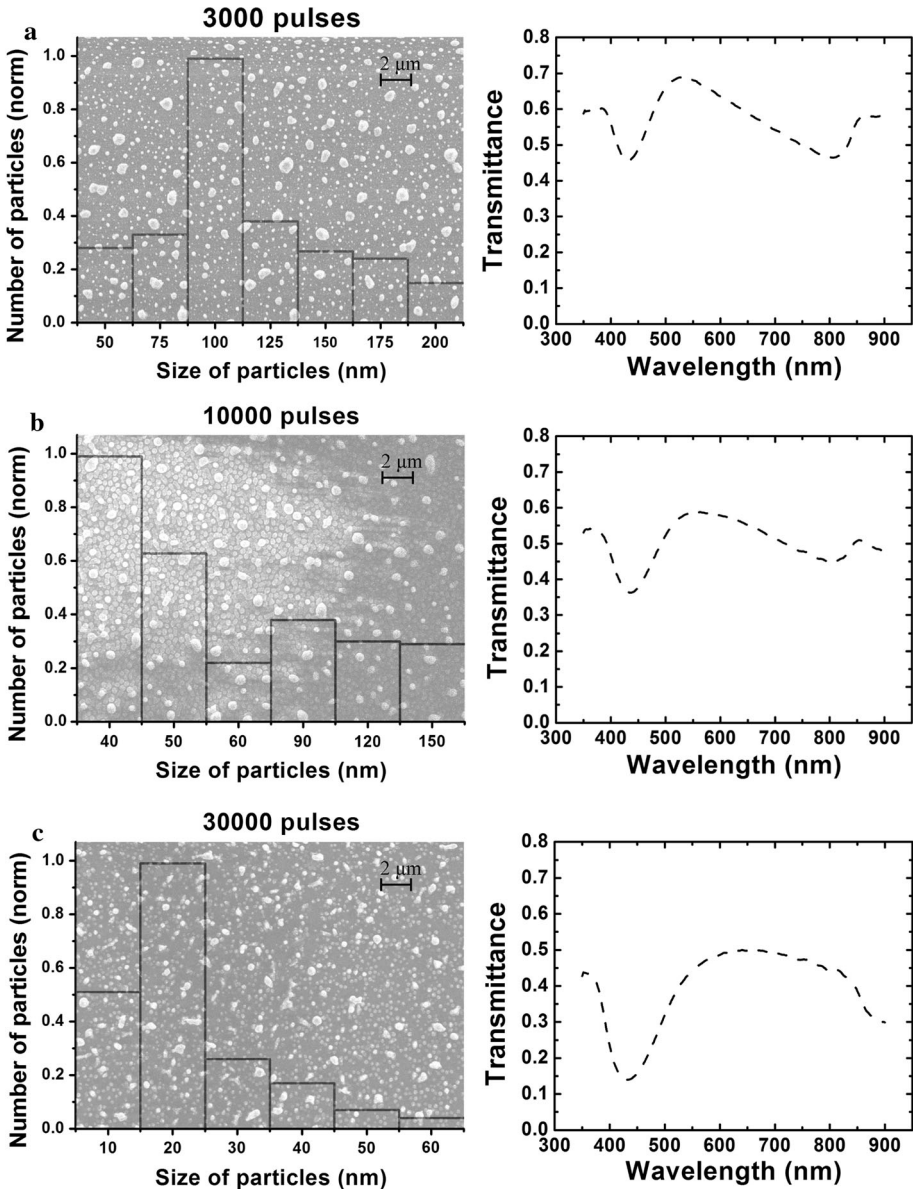 a
3000 pulses
Number of particles (norm)
1.0
0.8
0.6
0.4
0.2
0.0
2 μm
50 75 100 125 150 175 200
Size of particles (nm)
Transmittance
0.8
0.7
0.6
0.5
0.4
0.3
0.2
0.1
0.0
300 400 500 600 700 800 900
Wavelength (nm)
b
10000 pulses
Number of particles (norm)
1.0
0.8
0.6
0.4
0.2
0.0
2 μm
40 50 60 90 120 150
Size of particles (nm)
Transmittance
0.8
0.7
0.6
0.5
0.4
0.3
0.2
0.1
0.0
300 400 500 600 700 800 900
Wavelength (nm)
c
30000 pulses
Number of particles (norm)
1.0
0.8
0.6
0.4
0.2
0.0
2 μm
10 20 30 40 50 60
Size of particles (nm)
Transmittance
0.8
0.7
0.6
0.5
0.4
0.3
0.2
0.1
0.0
300 400 500 600 700 800 900
Wavelength (nm)